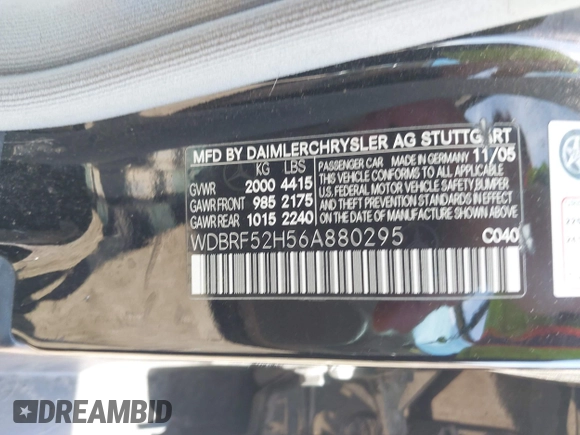 MFD BY DAIMLERCHRYSLER AG STUTTGART
KG LBS
GVWR 2000 4415
GAWR FRONT 985 2175
GAWR REAR 1015 2240
PASSENGER CAR MADE IN GERMANY 11/05
THIS VEHICLE CONFORMS TO ALL APPLICABLE
U.S. FEDERAL MOTOR VEHICLE SAFETY, BUMPER
AND THEFT PREVENTION STANDARDS IN EFFECT ON
THE DATE OF MANUFACTURE SHOWN ABOVE.
WDBRF52H56A880295
C040
DREAMBID